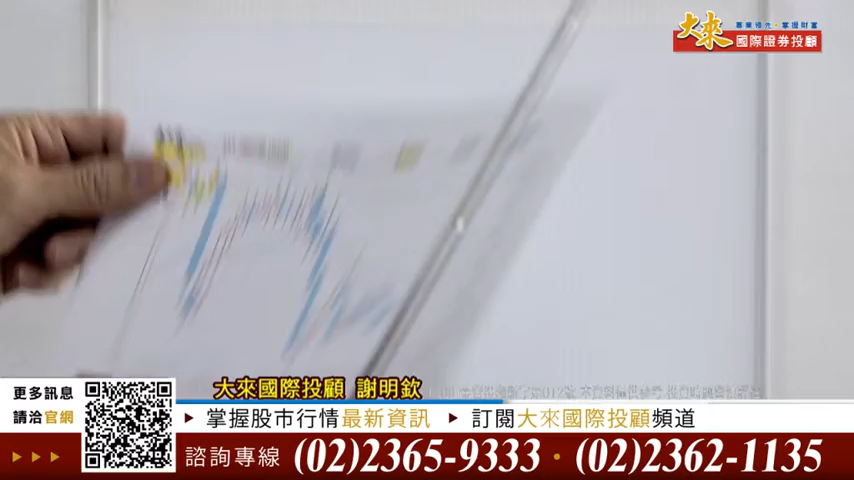 大來
專業領先•掌握財富
國際證券投顧
大來國際投顧 謝明欽
更多訊息
請洽官網
掌握股市行情最新資訊 訂閱大來國際投顧頻道
諮詢專線 (02)2365-9333 • (02)2362-1135